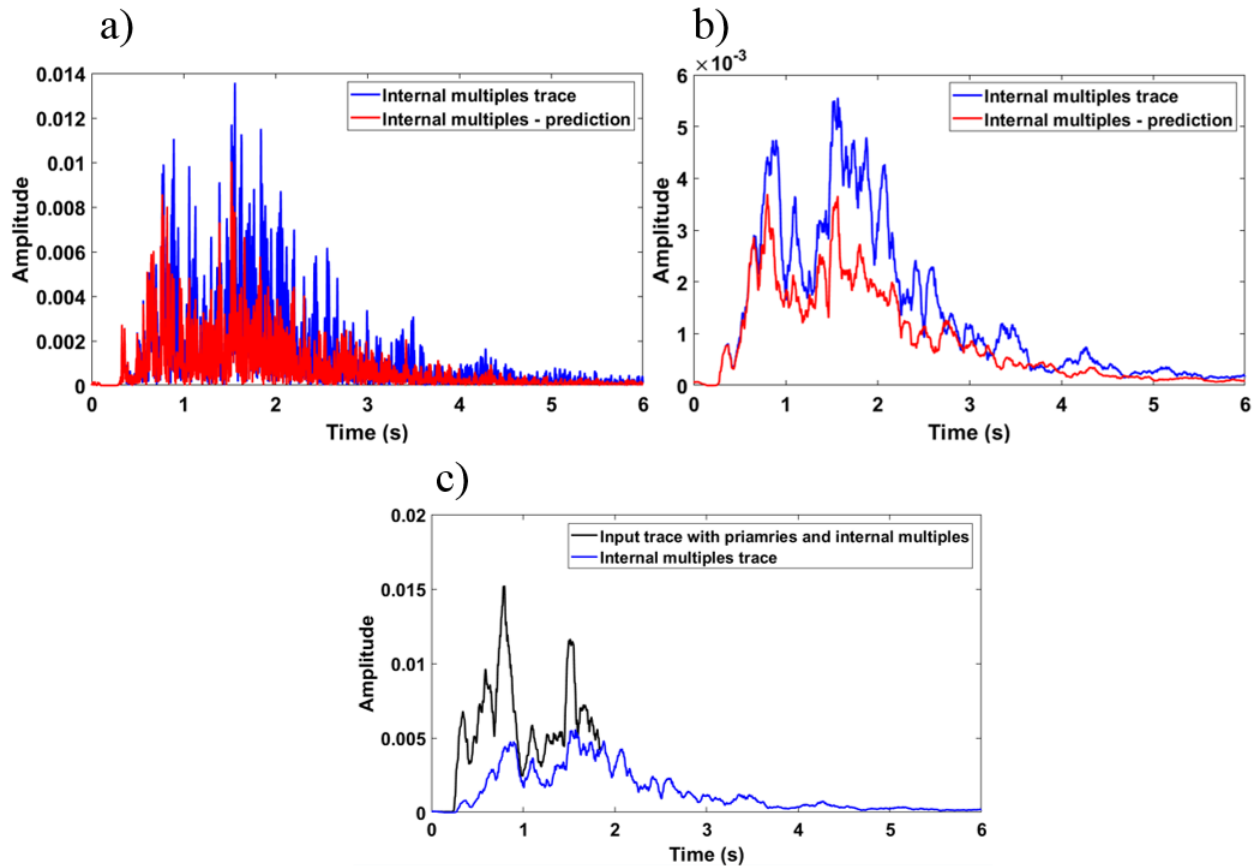 a)
0.014
0.012
0.01
0.008
0.006
0.004
0.002
0
Amplitude
Internal multiples trace
Internal multiples - prediction
0 1 2 3 4 5 6
Time (s)
b)
×10⁻³
6
5
4
3
2
1
0
Amplitude
Internal multiples trace
Internal multiples - prediction
0 1 2 3 4 5 6
Time (s)
c)
0.02
0.015
0.01
0.005
0
Amplitude
Input trace with priamries and internal multiples
Internal multiples trace
0 1 2 3 4 5 6
Time (s)